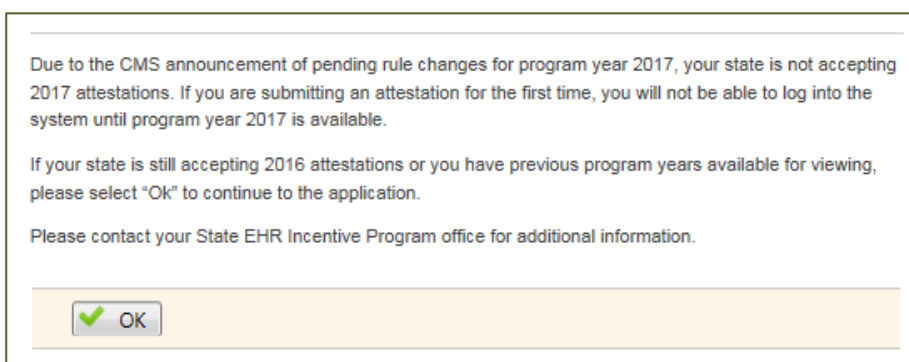 Due to the CMS announcement of pending rule changes for program year 2017, your state is not accepting
2017 attestations. If you are submitting an attestation for the first time, you will not be able to log into the
system until program year 2017 is available.
If your state is still accepting 2016 attestations or you have previous program years available for viewing,
please select “Ok” to continue to the application.
Please contact your State EHR Incentive Program office for additional information.
OK